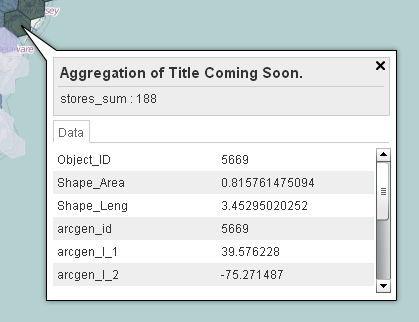 sey
aware
Aggregation of Title Coming Soon.
stores_sum : 188
Data
Object_ID 5669
Shape_Area 0.815761475094
Shape_Leng 3.45295020252
arcgen_id 5669
arcgen_l_1 39.576228
arcgen_l_2 -75.271487